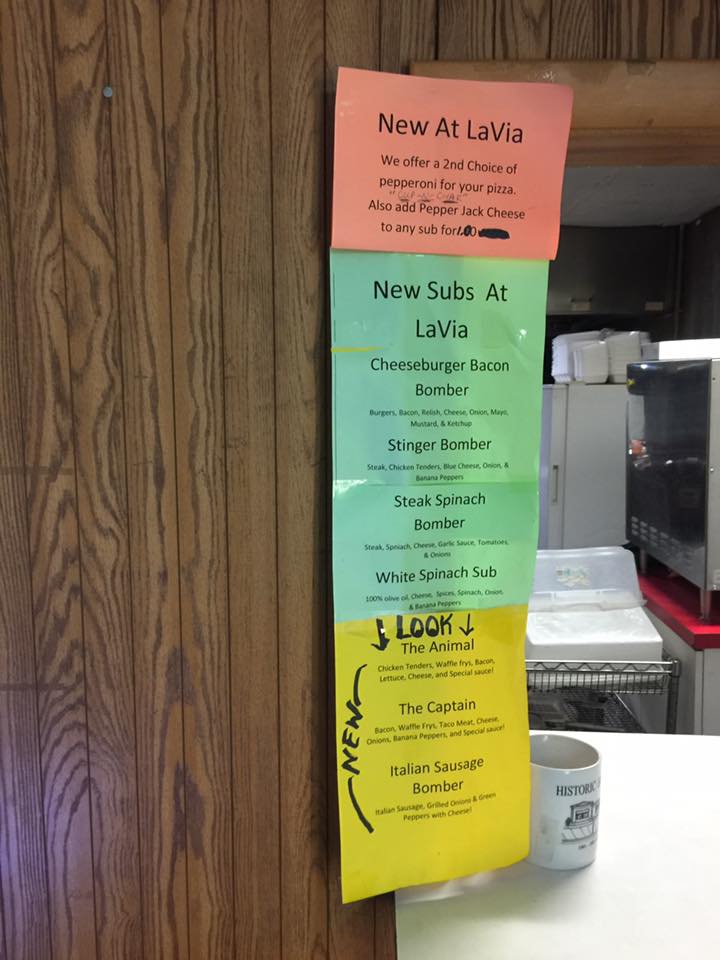 New At LaVia
We offer a 2nd Choice of
pepperoni for your pizza.
"CUP-N-CHAR"
Also add Pepper Jack Cheese
to any sub for 1.00
New Subs At
LaVia
Cheeseburger Bacon
Bomber
Burgers, Bacon, Relish, Cheese, Onion, Mayo,
Mustard, & Ketchup
Stinger Bomber
Steak, Chicken Tenders, Blue Cheese, Onion, &
Banana Peppers
Steak Spinach
Bomber
Steak, Spniach, Cheese, Garlic Sauce, Tomatoes,
& Onions
White Spinach Sub
100% olive oil, Cheese, Spices, Spinach, Onion,
& Banana Peppers
LOOK
The Animal
Chicken Tenders, Waffle frys, Bacon,
Lettuce, Cheese, and Special sauce!
NEW
The Captain
Bacon, Waffle Frys, Taco Meat, Cheese,
Onions, Banana Peppers, and Special sauce!
Italian Sausage
Bomber
Italian Sausage, Grilled Onions & Green
Peppers with Cheese!
HISTORIC